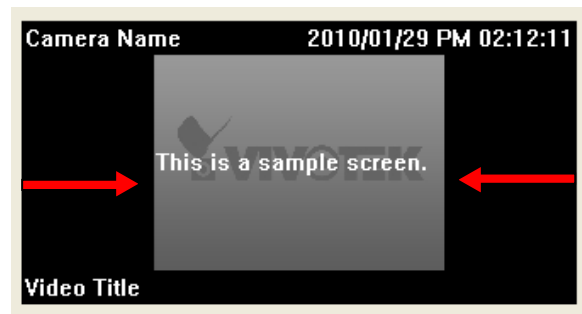 Camera Name 2010/01/29 PM 02:12:11
VIVOTEK
This is a sample screen.
Video Title